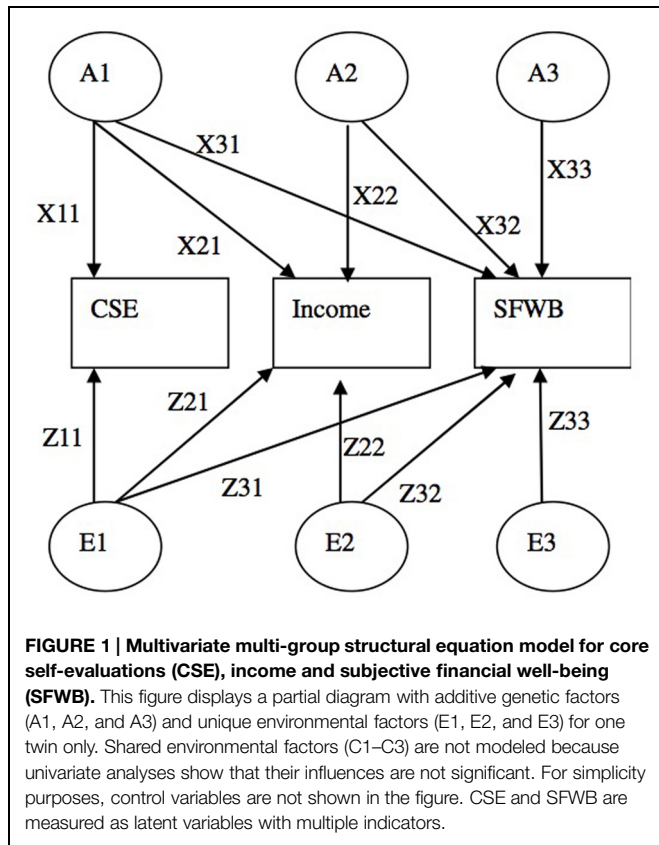 A1 A2 A3
X31
X33
X22
X11
X32
X21
CSE Income SFWB
Z21
Z33
Z11
Z22
Z31 Z32
E1 E2 E3
FIGURE 1 | Multivariate multi-group structural equation model for core
self-evaluations (CSE), income and subjective financial well-being
(SFWB). This figure displays a partial diagram with additive genetic factors
(A1, A2, and A3) and unique environmental factors (E1, E2, and E3) for one
twin only. Shared environmental factors (C1–C3) are not modeled because
univariate analyses show that their influences are not significant. For simplicity
purposes, control variables are not shown in the figure. CSE and SFWB are
measured as latent variables with multiple indicators.